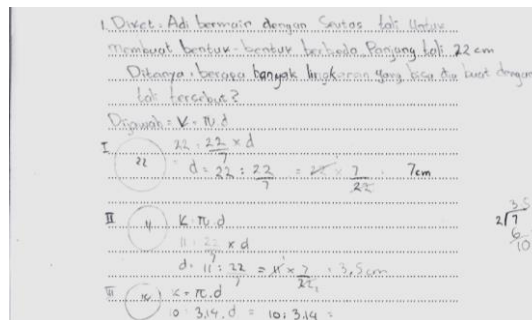 1. Diket : Adi bermain dengan Seutas tali Untuk
membuat bentuk-bentuk berbeda. Panjang tali 22 cm
Ditanya : berapa banyak lingkaran yang bisa dibuat dengan
tali tersebut?
Dijawab = K = π.d
I 22 22 = 22/7 x d
d = 22 : 22/7 = 22 x 7/22 = 7 cm
II 11 K = π.d
11 = 22/7 x d
d = 11 : 22/7 = 11 x 7/22 = 3,5 cm
3.5
2 √7
6
10
III 10 K = π.d
10 = 3.14.d = 10 : 3.14 =